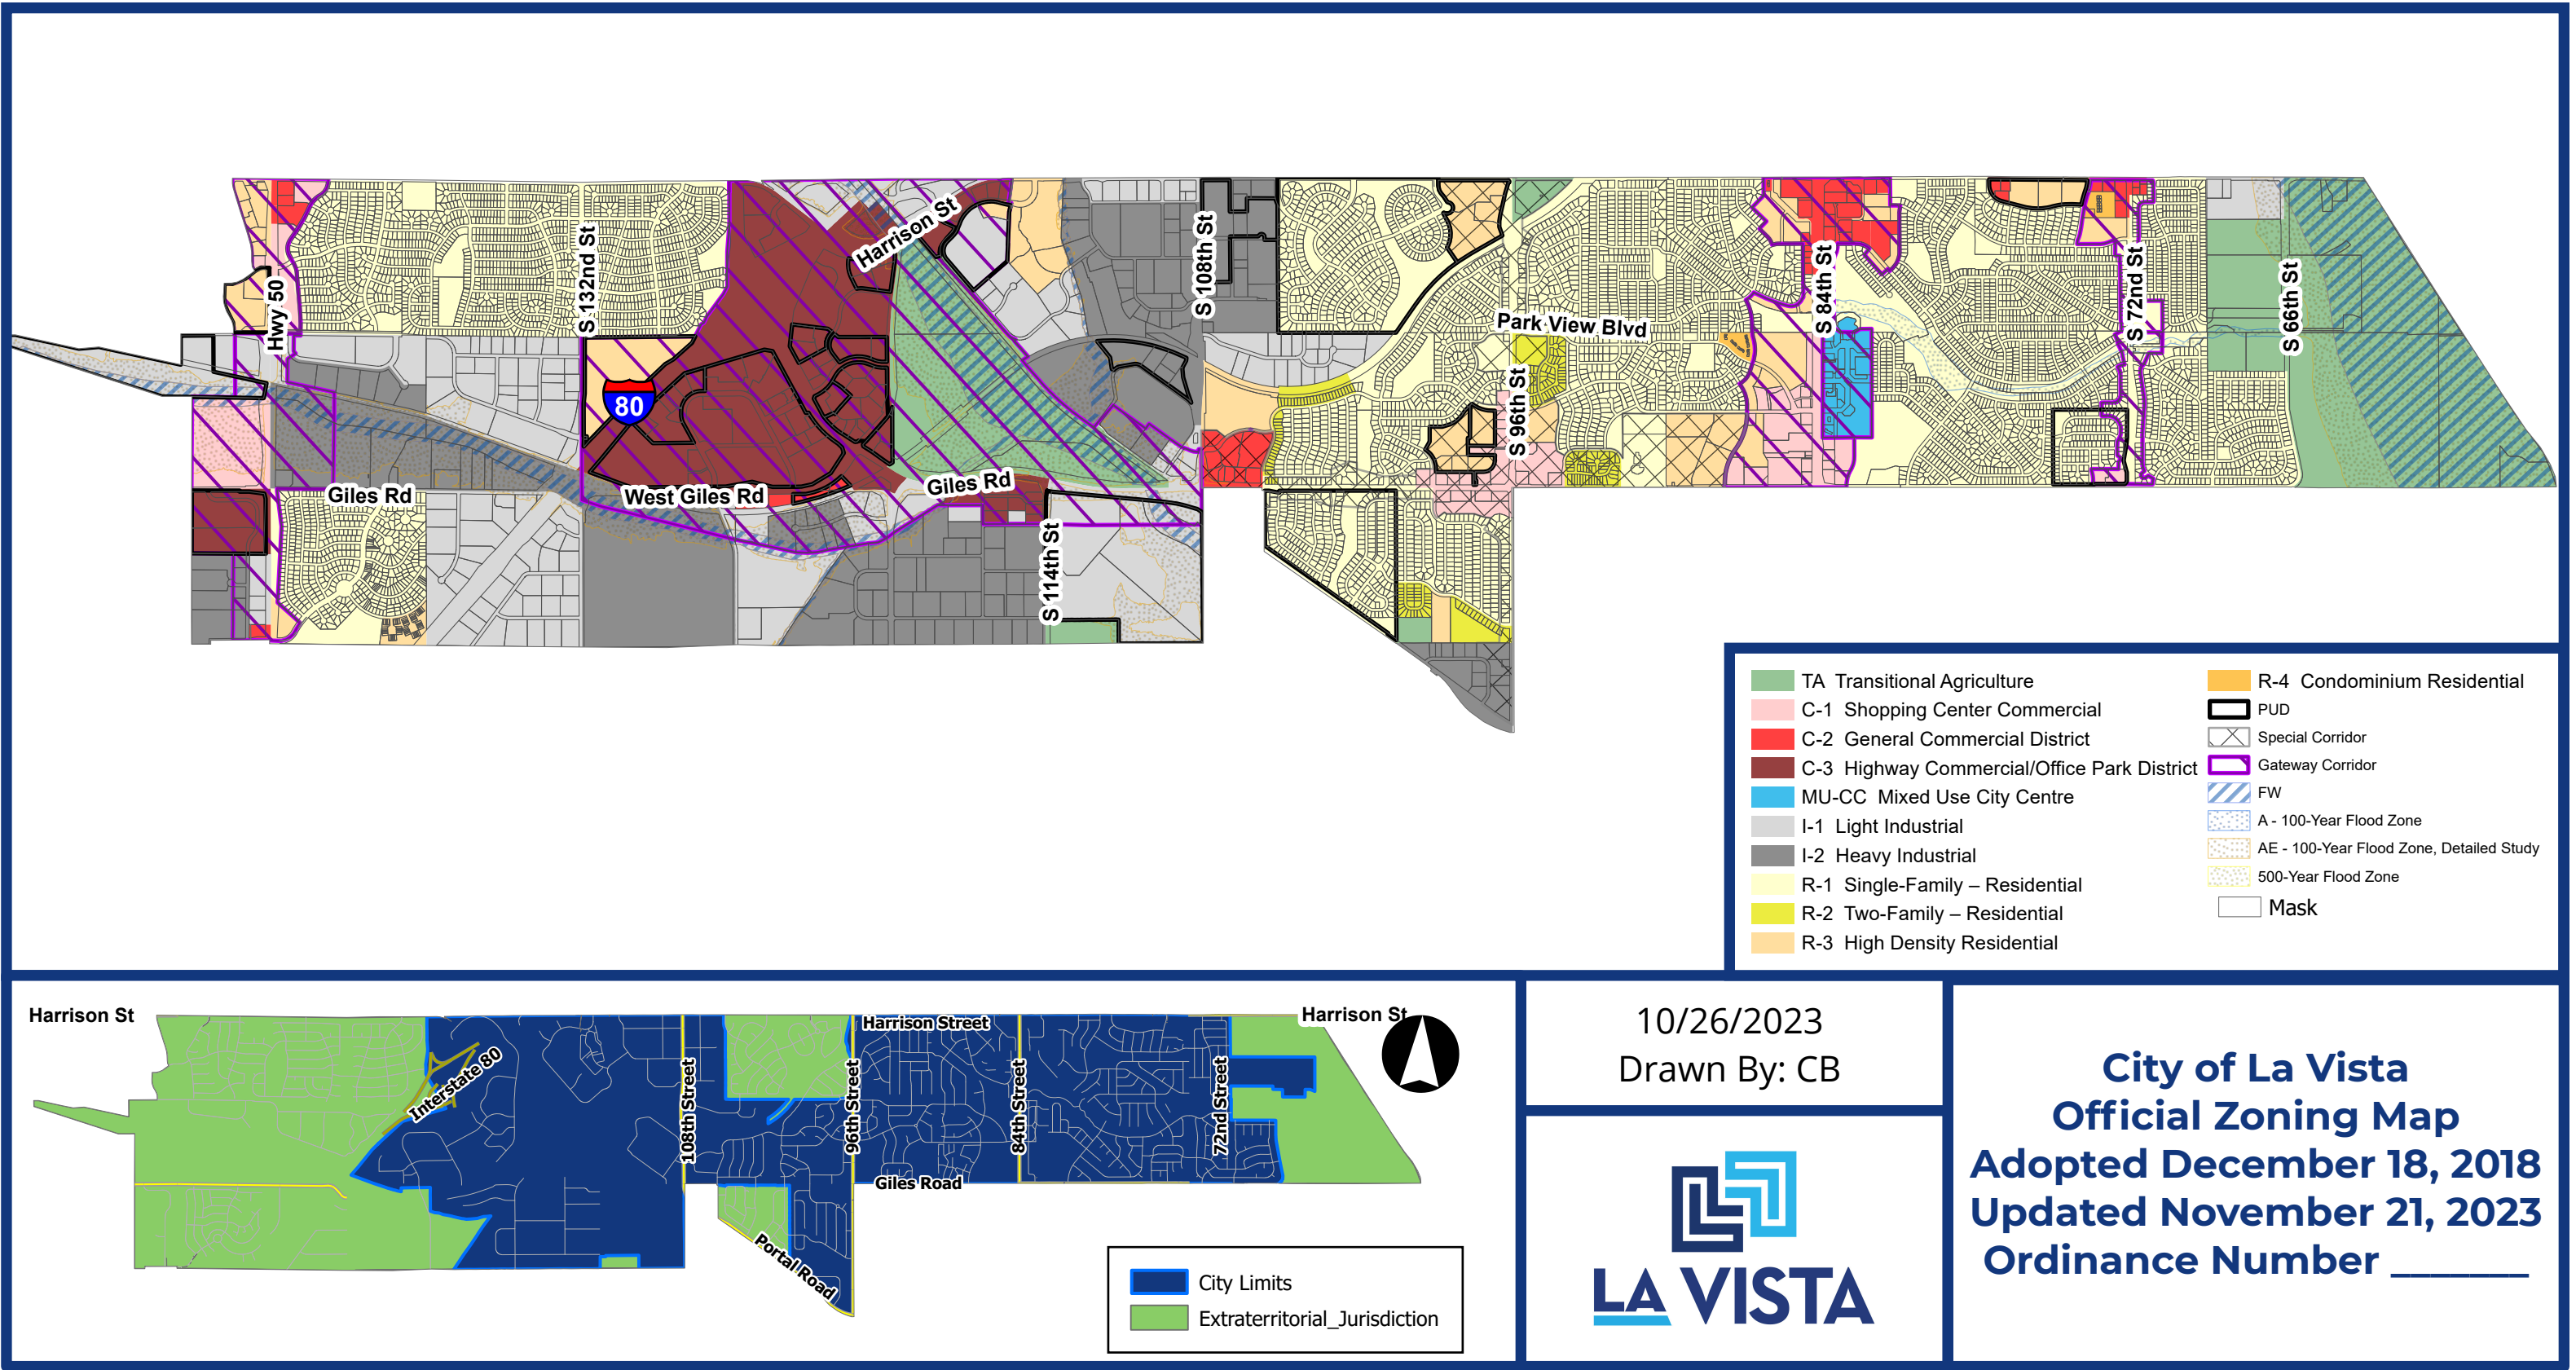 Harrison St
S 132nd St
Hwy 50
S 108th St
S 84th St
S 72nd St
S 66th St
Park View Blvd
80
S 96th St
Giles Rd
West Giles Rd
Giles Rd
S 114th St
TA Transitional Agriculture
C-1 Shopping Center Commercial
C-2 General Commercial District
C-3 Highway Commercial/Office Park District
MU-CC Mixed Use City Centre
I-1 Light Industrial
I-2 Heavy Industrial
R-1 Single-Family – Residential
R-2 Two-Family – Residential
R-3 High Density Residential
R-4 Condominium Residential
PUD
Special Corridor
Gateway Corridor
FW
A - 100-Year Flood Zone
AE - 100-Year Flood Zone, Detailed Study
500-Year Flood Zone
Mask
Harrison St
Harrison Street
Harrison St
Interstate 80
108th Street
96th Street
84th Street
72nd Street
Giles Road
Portal Road
City Limits
Extraterritorial_Jurisdiction
10/26/2023
Drawn By: CB
LA VISTA
City of La Vista
Official Zoning Map
Adopted December 18, 2018
Updated November 21, 2023
Ordinance Number _______